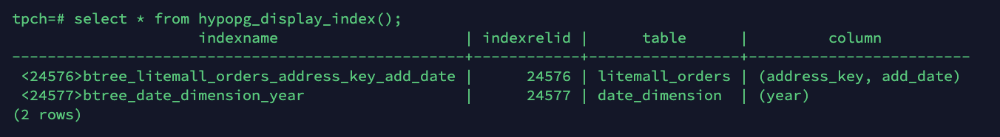 tpch=# select * from hypopg_display_index();
                    indexname                     | indexrelid |      table      |         column
--------------------------------------------------+------------+-----------------+-------------------------
 <24576>btree_litemall_orders_address_key_add_date |      24576 | litemall_orders | (address_key, add_date)
 <24577>btree_date_dimension_year                  |      24577 | date_dimension  | (year)
(2 rows)